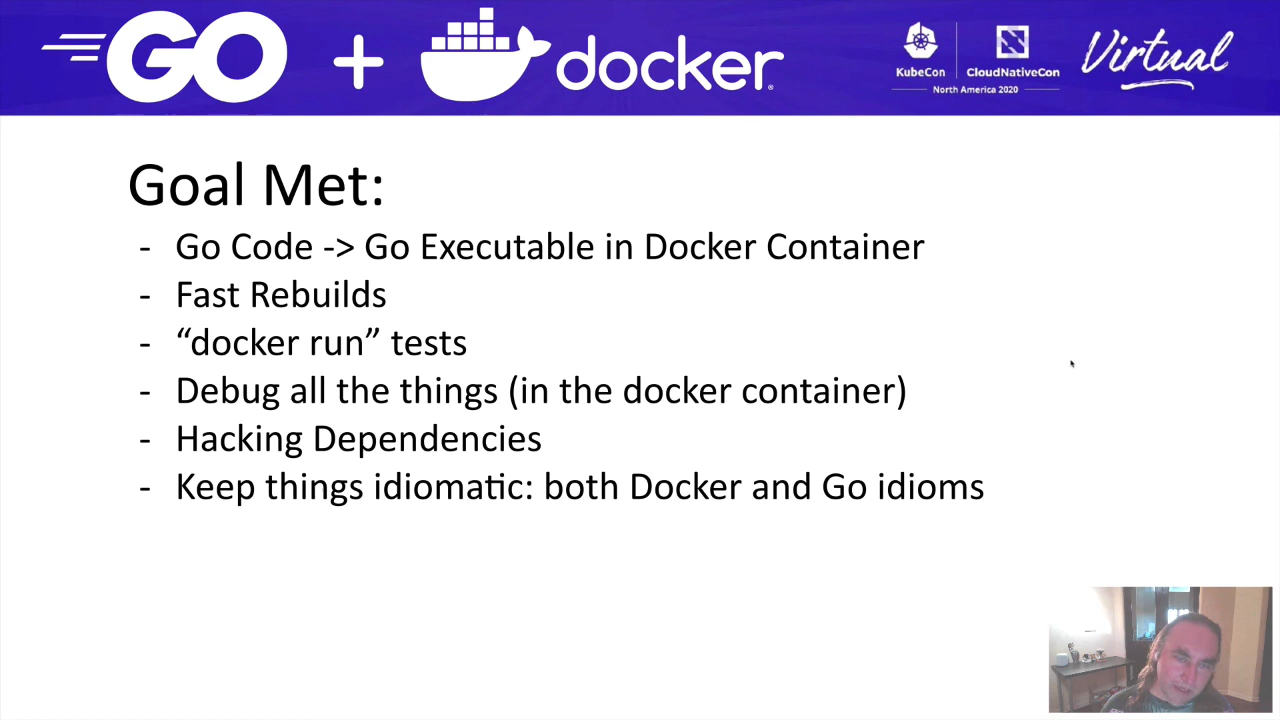 GO + docker
KubeCon
CloudNativeCon
North America 2020
Virtual
Goal Met:
- Go Code -> Go Executable in Docker Container
- Fast Rebuilds
- “docker run” tests
- Debug all the things (in the docker container)
- Hacking Dependencies
- Keep things idiomatic: both Docker and Go idioms